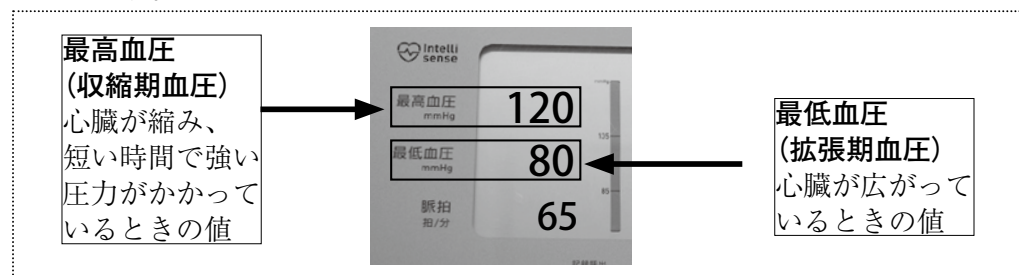 最高血圧
(収縮期血圧)
心臓が縮み、
短い時間で強い
圧力がかかって
いるときの値
Intelli
sense
最高血圧
mmHg
120
135
最低血圧
mmHg
80
85
脈拍
拍/分
65
最低血圧
(拡張期血圧)
心臓が広がって
いるときの値